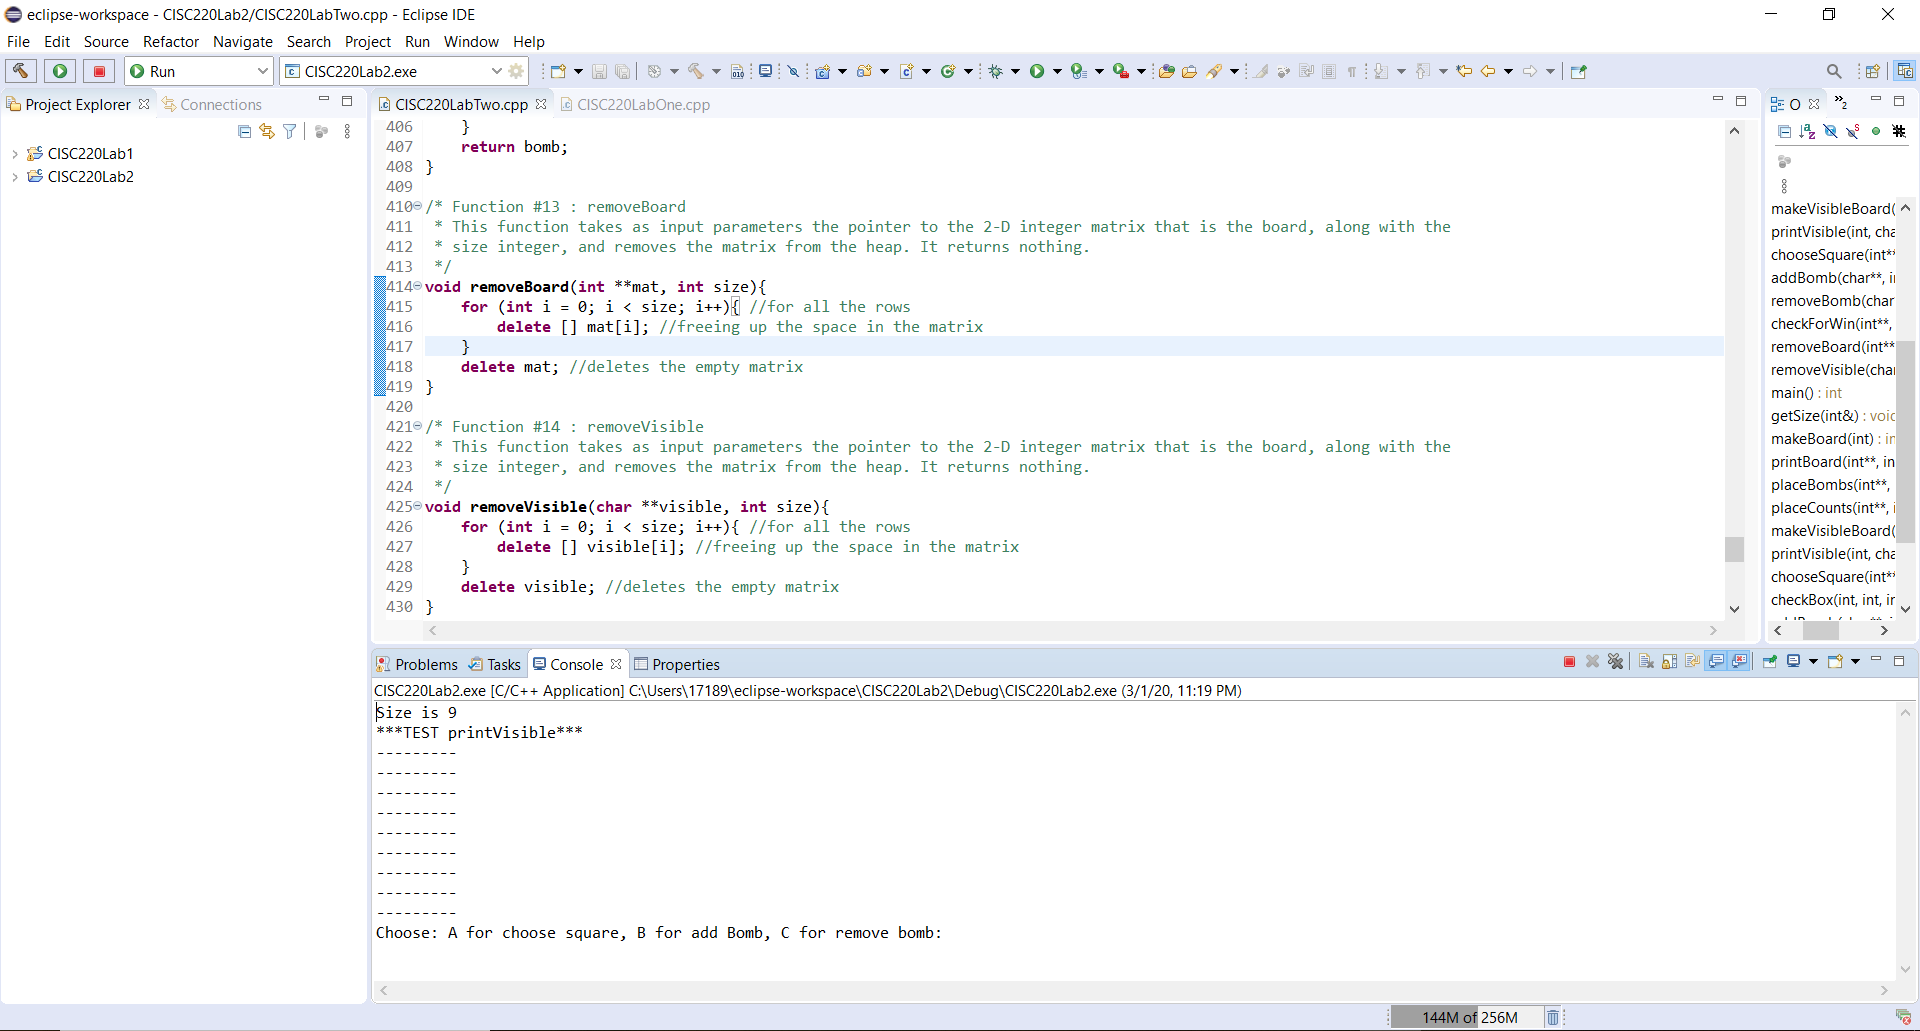 eclipse-workspace - CISC220Lab2/CISC220LabTwo.cpp - Eclipse IDE
File Edit Source Refactor Navigate Search Project Run Window Help
Run
CISC220Lab2.exe
Project Explorer Connections
CISC220Lab1
CISC220Lab2
CISC220LabTwo.cpp CISC220LabOne.cpp
406     }
407     return bomb;
408 }
409
410 /* Function #13 : removeBoard
411  * This function takes as input parameters the pointer to the 2-D integer matrix that is the board, along with the
412  * size integer, and removes the matrix from the heap. It returns nothing.
413  */
414 void removeBoard(int **mat, int size){
415     for (int i = 0; i < size; i++){ //for all the rows
416         delete [] mat[i]; //freeing up the space in the matrix
417     }
418     delete mat; //deletes the empty matrix
419 }
420
421 /* Function #14 : removeVisible
422  * This function takes as input parameters the pointer to the 2-D integer matrix that is the board, along with the
423  * size integer, and removes the matrix from the heap. It returns nothing.
424  */
425 void removeVisible(char **visible, int size){
426     for (int i = 0; i < size; i++){ //for all the rows
427         delete [] visible[i]; //freeing up the space in the matrix
428     }
429     delete visible; //deletes the empty matrix
430 }
O
makeVisibleBoard(
printVisible(int, cha
chooseSquare(int**
addBomb(char**, i
removeBomb(char
checkForWin(int**,
removeBoard(int**
removeVisible(cha
main() : int
getSize(int&) : void
makeBoard(int) : in
printBoard(int**, in
placeBombs(int**,
placeCounts(int**, i
makeVisibleBoard(
printVisible(int, cha
chooseSquare(int**
checkBox(int, int, ir
Problems Tasks Console Properties
CISC220Lab2.exe [C/C++ Application] C:\Users\17189\eclipse-workspace\CISC220Lab2\Debug\CISC220Lab2.exe (3/1/20, 11:19 PM)
Size is 9
***TEST printVisible***
---------
---------
---------
---------
---------
---------
---------
---------
---------
Choose: A for choose square, B for add Bomb, C for remove bomb:
144M of 256M